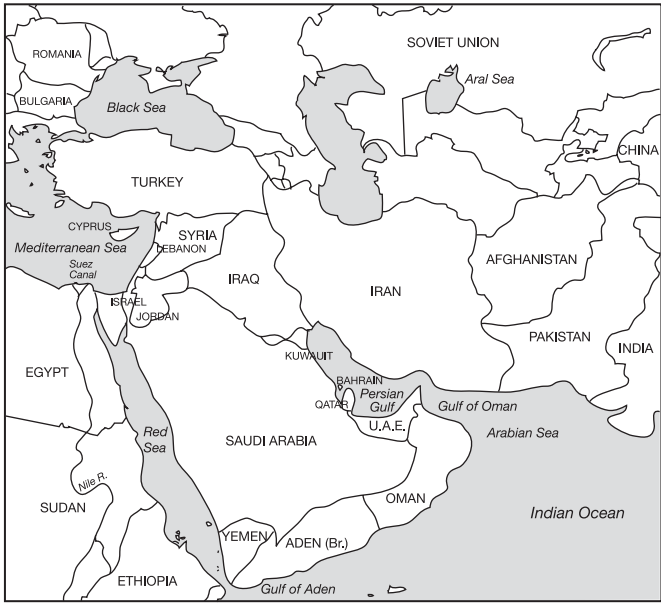 ROMANIA
SOVIET UNION
Aral Sea
BULGARIA
Black Sea
CHINA
TURKEY
CYPRUS
SYRIA
Mediterranean Sea
LEBANON
AFGHANISTAN
Suez
Canal
IRAQ
IRAN
ISRAEL
JORDAN
PAKISTAN
INDIA
KUWAUIT
EGYPT
BAHRAIN
Persian
Gulf
QATAR
Gulf of Oman
U.A.E.
Arabian Sea
Red
Sea
SAUDI ARABIA
Nile R.
OMAN
SUDAN
Indian Ocean
YEMEN
ADEN (Br.)
ETHIOPIA
Gulf of Aden